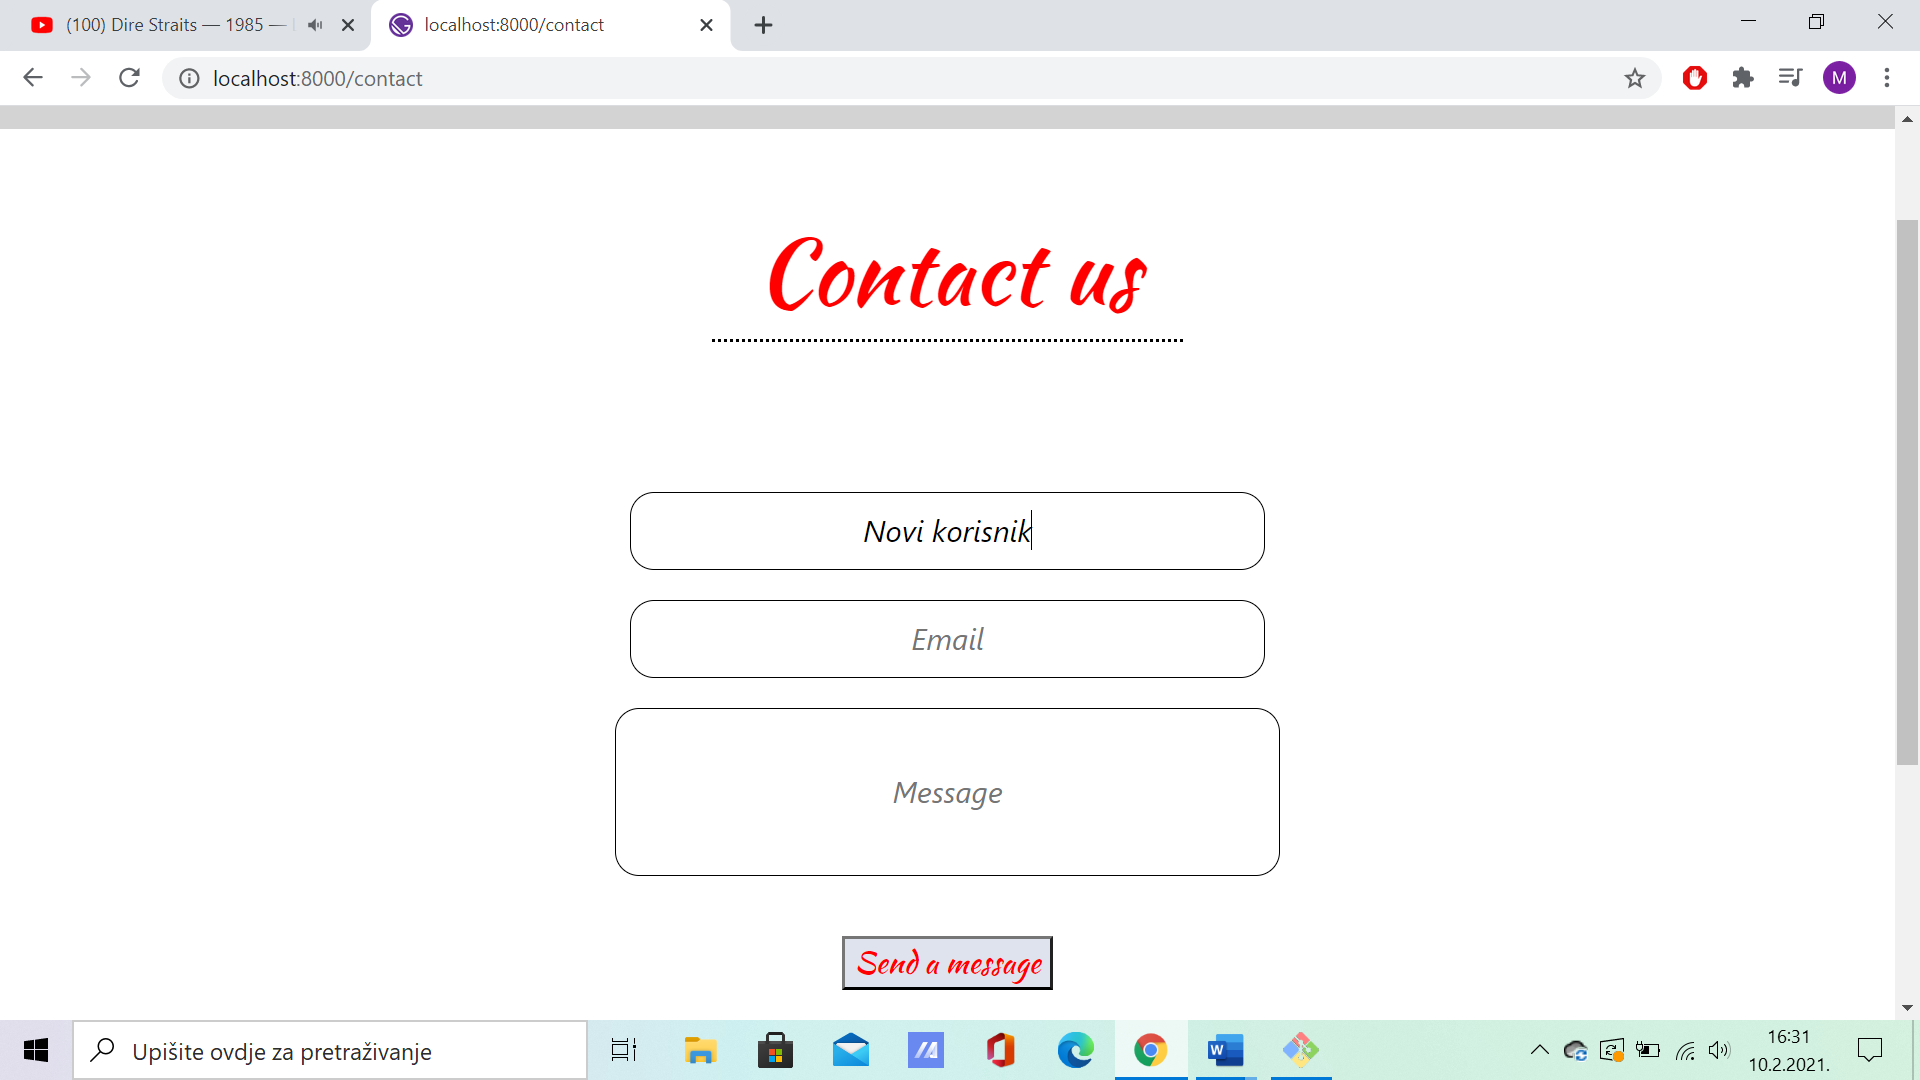 (100) Dire Straits — 1985 —
localhost:8000/contact
localhost:8000/contact
M
Contact us
Novi korisnik
Email
Message
Send a message
Upišite ovdje za pretraživanje
W
16:31
10.2.2021.